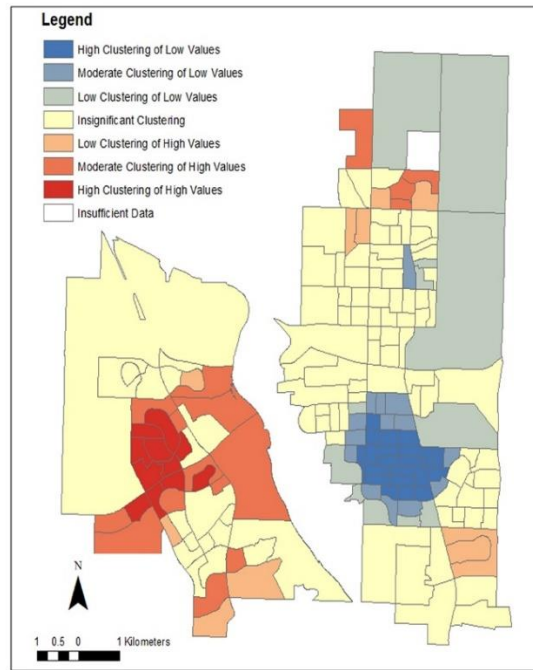 Legend
High Clustering of Low Values
Moderate Clustering of Low Values
Low Clustering of Low Values
Insignificant Clustering
Low Clustering of High Values
Moderate Clustering of High Values
High Clustering of High Values
Insufficient Data
N
1 0.5 0 1 Kilometers